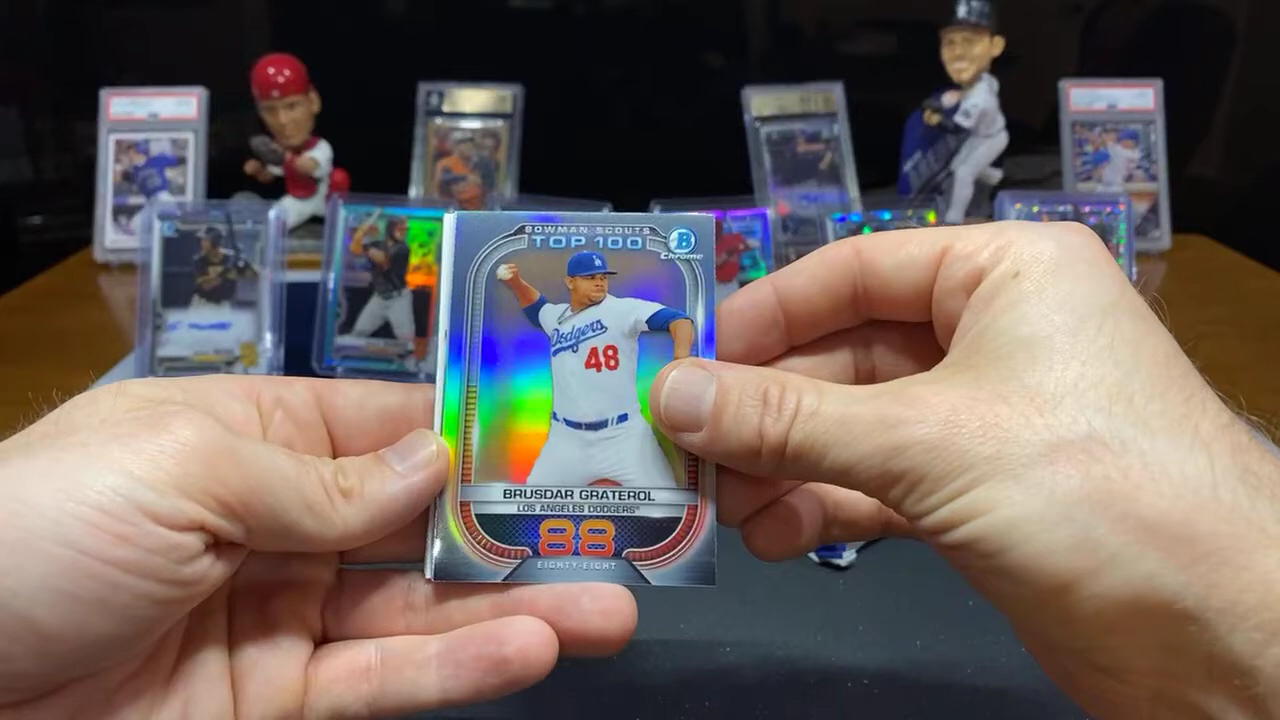 BOWMAN SCOUTS
TOP 100
B
Chrome
Dodgers
48
BRUSDAR GRATEROL
LOS ANGELES DODGERS
88
EIGHTY-EIGHT